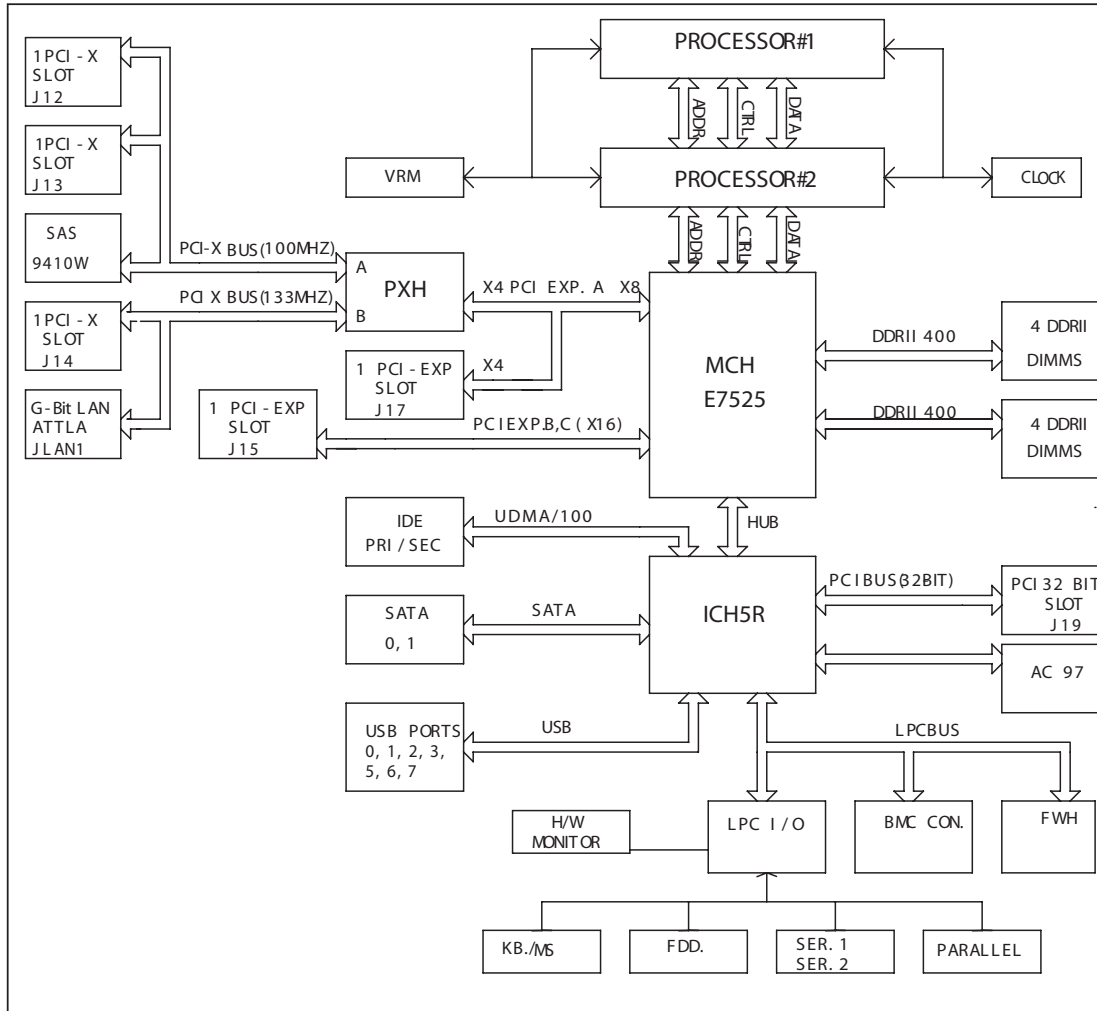 PROCESSOR#1
1PCI-X
SLOT
J12
ADDR
CTRL
DATA
1PCI-X
SLOT
J13
VRM
PROCESSOR#2
CLOCK
SAS
9410W
PCI-X BUS(100MHZ)
ADDR
CTRL
DATA
A
PXH
B
X4 PCI EXP. A X8
PCI X BUS(133MHZ)
1PCI-X
SLOT
J14
MCH
E7525
DDRII 400
4 DDRII
DIMMS
1 PCI-EXP
SLOT
J17
X4
G-Bit LAN
ATTLA
JLAN1
1 PCI-EXP
SLOT
J15
PCIEXP.B,C(X16)
DDRII 400
4 DDRII
DIMMS
IDE
PRI/SEC
UDMA/100
HUB
ICH5R
PCIBUS(32BIT)
PCI 32 BIT
SLOT
J19
SATA
0, 1
SATA
AC 97
USB PORTS
0, 1, 2, 3,
5, 6, 7
USB
LPCBUS
H/W
MONITOR
LPC I/O
BMC CON.
FWH
KB./MS
FDD.
SER. 1
SER. 2
PARALLEL